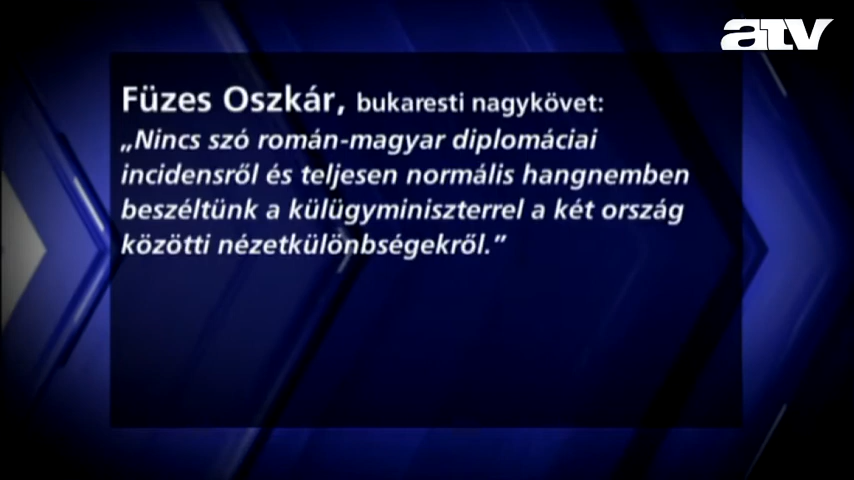 atv
Füzes Oszkár, bukaresti nagykövet:
„Nincs szó román-magyar diplomáciai
incidensről és teljesen normális hangnemben
beszéltünk a külügyminiszterrel a két ország
közötti nézetkülönbségekről.”